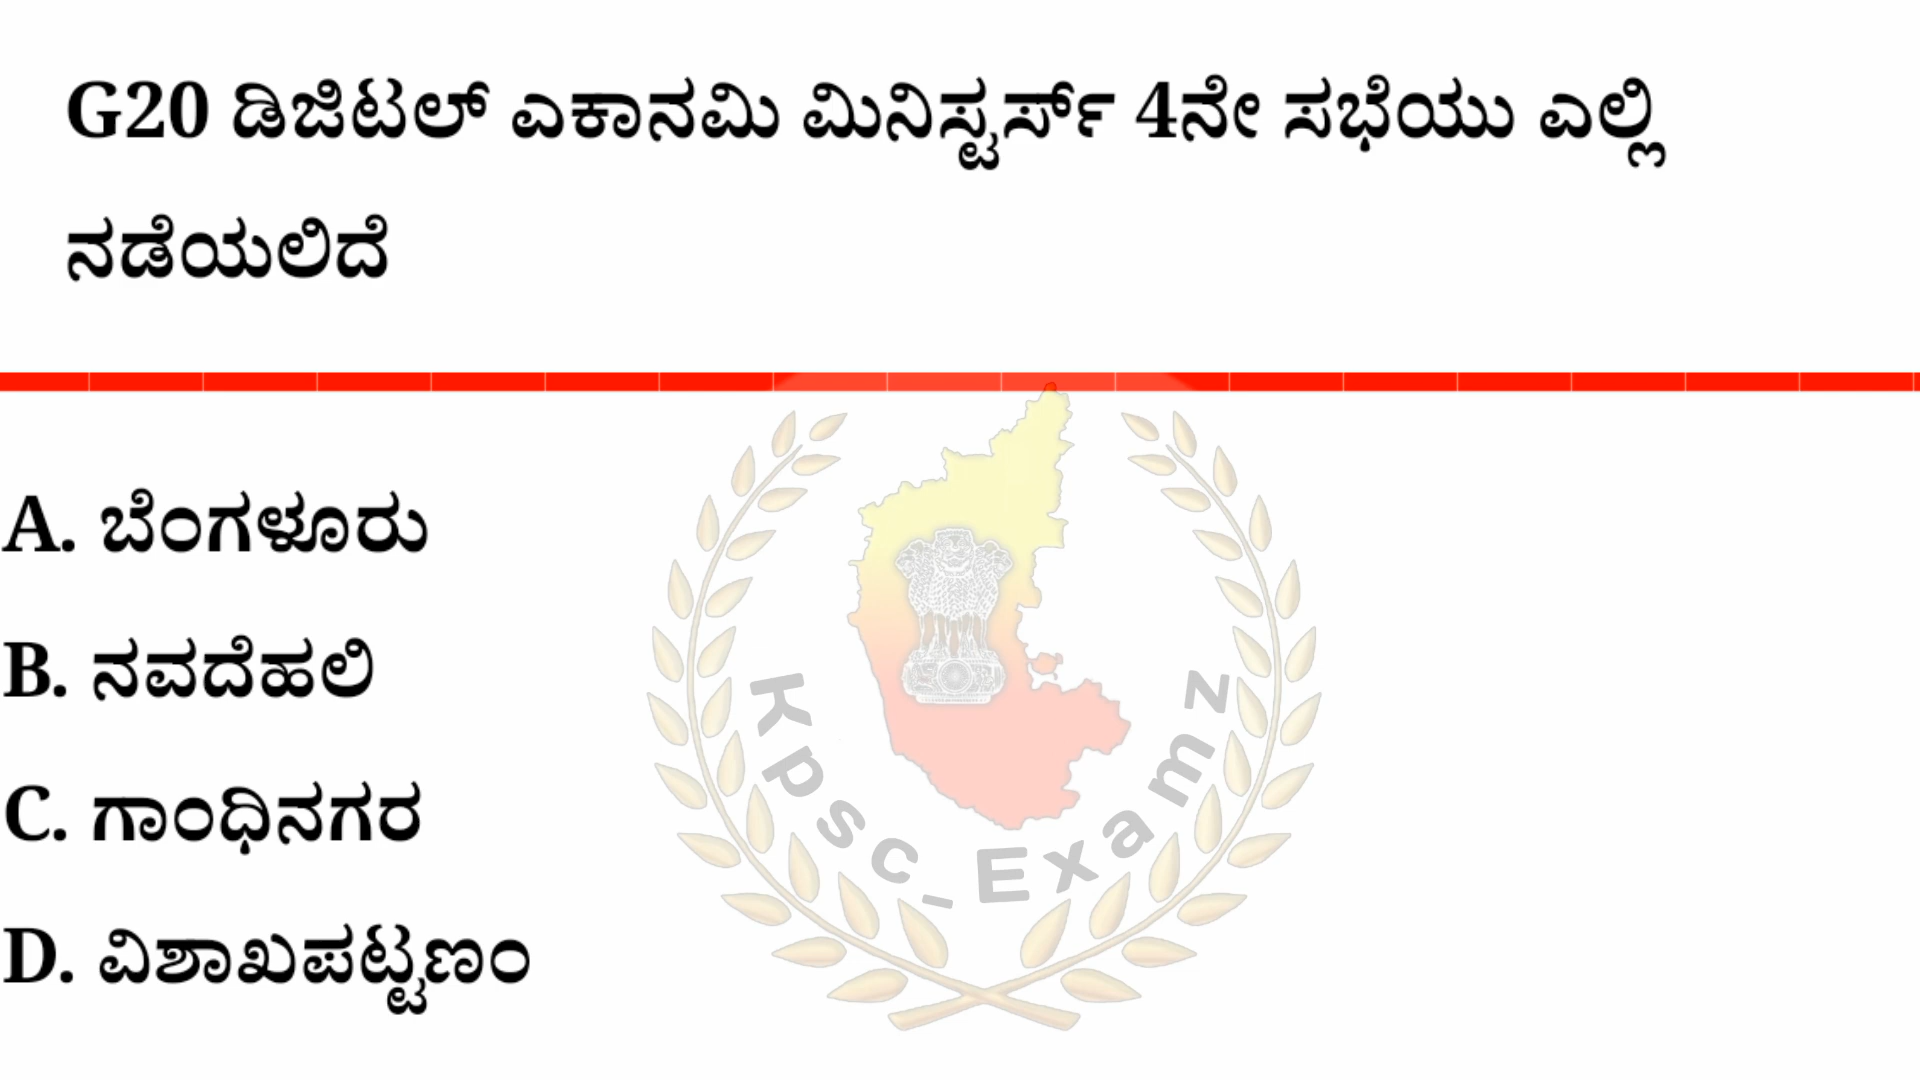 G20 ಡಿಜಿಟಲ್ ಎಕಾನಮಿ ಮಿನಿಸ್ಟರ್ಸ್ 4ನೇ ಸಭೆಯು ಎಲ್ಲಿ
ನಡೆಯಲಿದೆ
A. ಬೆಂಗಳೂರು
B. ನವದೆಹಲಿ
C. ಗಾಂಧಿನಗರ
D. ವಿಶಾಖಪಟ್ಟಣಂ
Kpsc_Examz